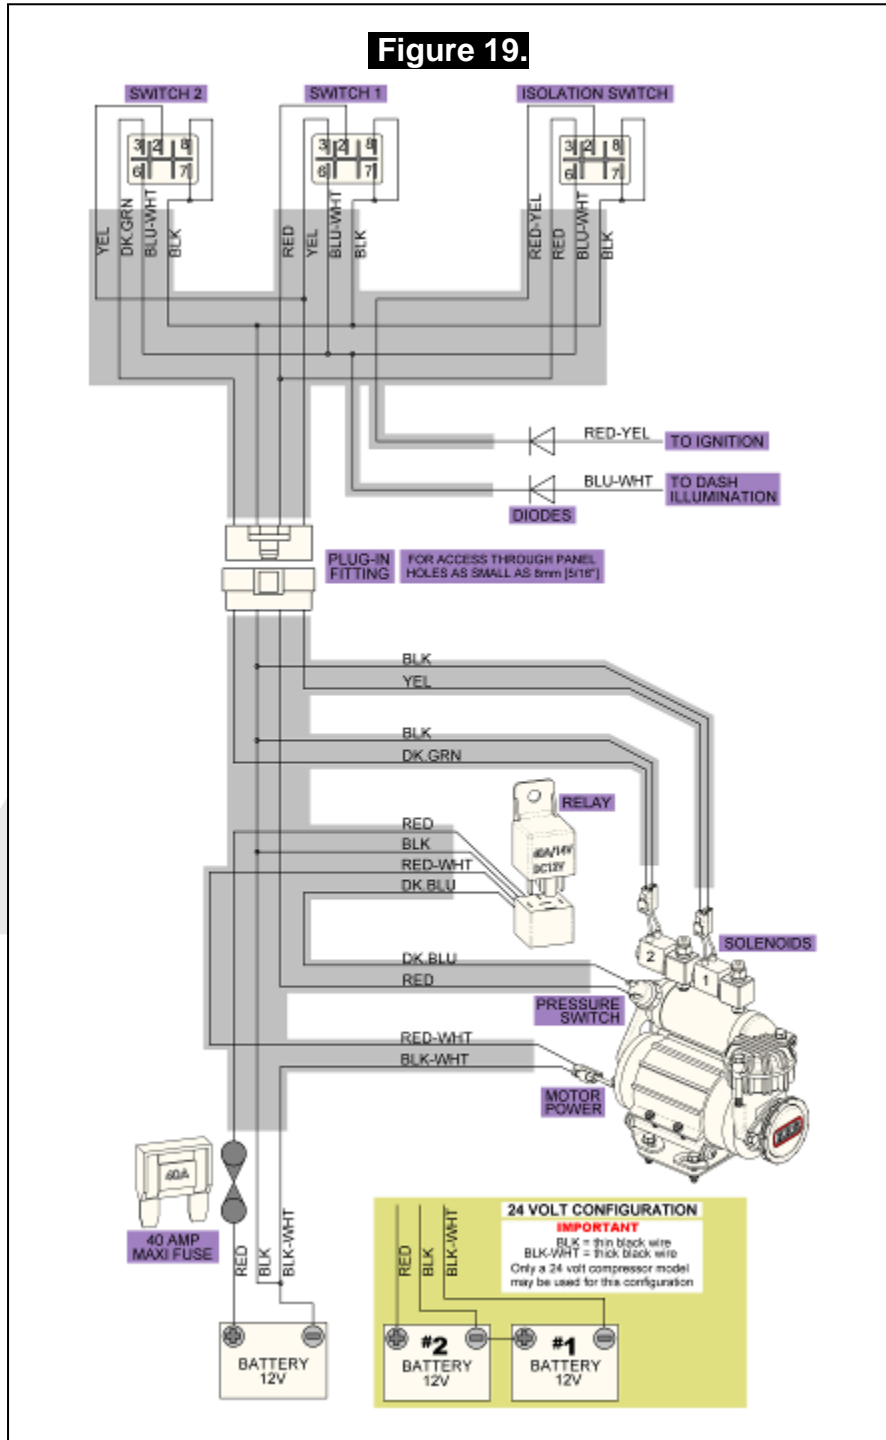 Figure 19.
SWITCH 2
SWITCH 1
ISOLATION SWITCH
3 2 8
6 7
3 2 8
6 7
3 2 8
6 7
YEL
DK.GRN
BLU-WHT
BLK
RED
YEL
BLU-WHT
BLK
RED-YEL
RED
BLU-WHT
BLK
RED-YEL
TO IGNITION
BLU-WHT
TO DASH
ILLUMINATION
DIODES
PLUG-IN
FITTING
FOR ACCESS THROUGH PANEL
HOLES AS SMALL AS 8mm [5/16"]
BLK
YEL
BLK
DK.GRN
RELAY
40A/14V
DC12V
RED
BLK
RED-WHT
DK.BLU
SOLENOIDS
2
1
DK.BLU
RED
PRESSURE
SWITCH
RED-WHT
BLK-WHT
MOTOR
POWER
40A
40 AMP
MAXI FUSE
RED
BLK
BLK-WHT
BATTERY
12V
24 VOLT CONFIGURATION
IMPORTANT
BLK = thin black wire
BLK-WHT = thick black wire
Only a 24 volt compressor model
may be used for this configuration
RED
BLK
BLK-WHT
#2
BATTERY
12V
#1
BATTERY
12V